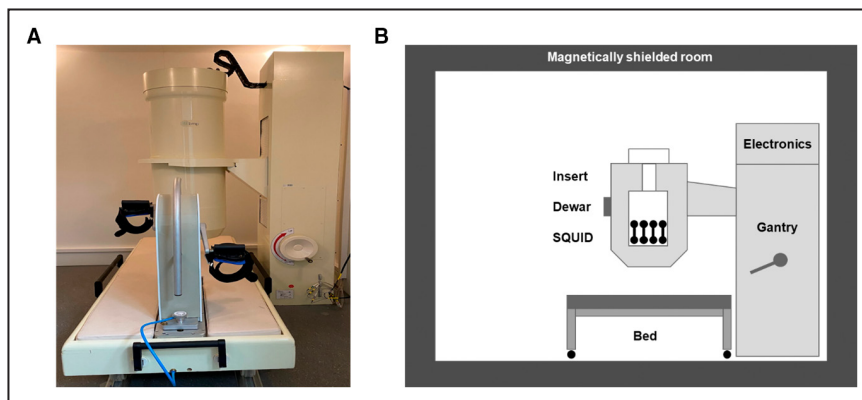 A
B
Magnetically shielded room
Electronics
Insert
Dewar
SQUID
Gantry
Bed